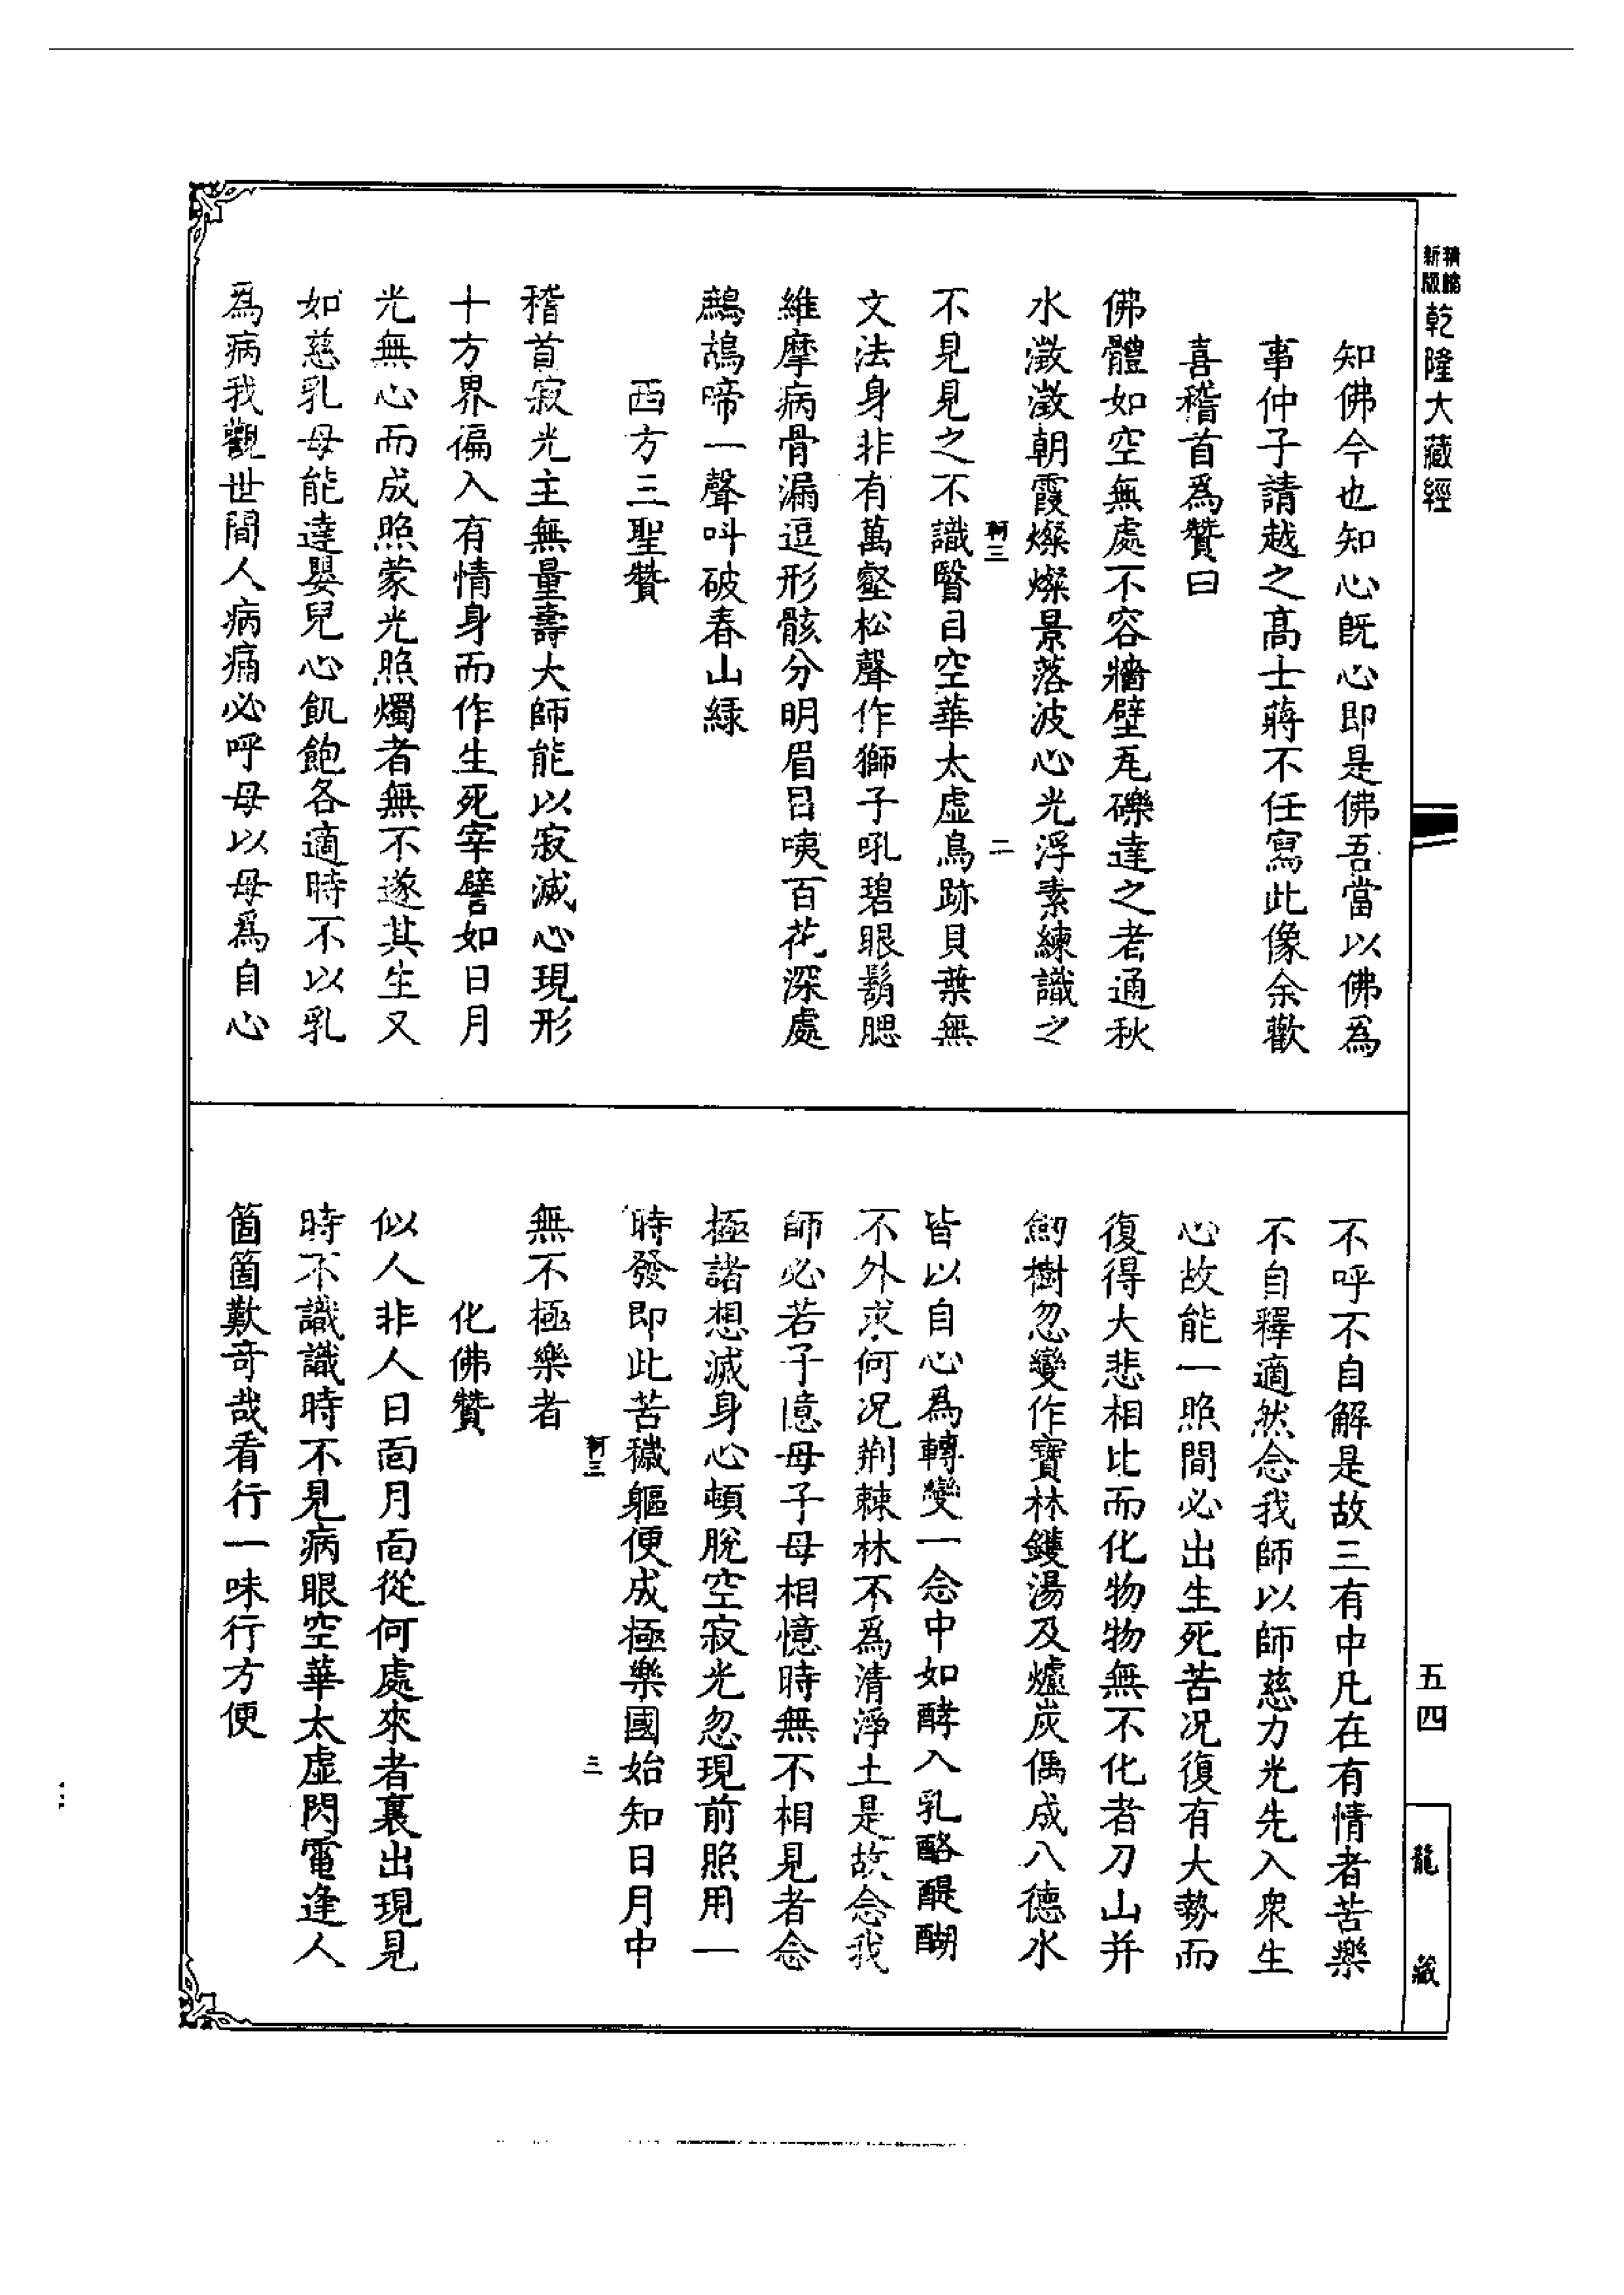 新版精縮乾隆大藏經
知佛今也知心既心即是佛吾當以佛爲
事仲子請越之高士蔣不任寫此像余歡
喜稽首爲贊曰
佛體如空無處不容牆壁瓦礫達之者通秋
水澂澂朝霞燦燦景落波心光浮素練識之
軻三
二
不見見之不識瞖目空華太虛鳥跡貝葉無
文法身非有萬壑松聲作獅子吼碧眼鬍腮
維摩病骨漏逗形骸分明眉目咦百花深處
鷓鴣啼一聲呌破春山綠
西方三聖贊
稽首寂光主無量壽大師能以寂滅心現形
十方界徧入有情身而作生死宰譬如日月
光無心而成照蒙光照燭者無不遂其生又
如慈乳母能達嬰兒心飢飽各適時不以乳
爲病我觀世間人病痛必呼母以母爲自心
不呼不自解是故三有中凡在有情者苦樂
不自釋適然念我師以師慈力光先入衆生
心故能一照間必出生死苦况復有大勢而
復得大悲相比而化物物無不化者刀山并
劒樹忽變作寶林鑊湯及爐炭偶成八德水
皆以自心爲轉變一念中如酵入乳酪醍醐
不外求何况荆棘林不爲清淨土是故念我
師必若子憶母子母相憶時無不相見者念
極諸想滅身心頓脫空寂光忽現前照用一
時發即此苦穢軀便成極樂國始知日月中
軻三
三
無不極樂者
化佛贊
似人非人日面月面從何處來者裏出現見
時不識識時不見病眼空華太虛閃電逢人
箇箇歎奇哉看行一味行方便
五四
龍藏